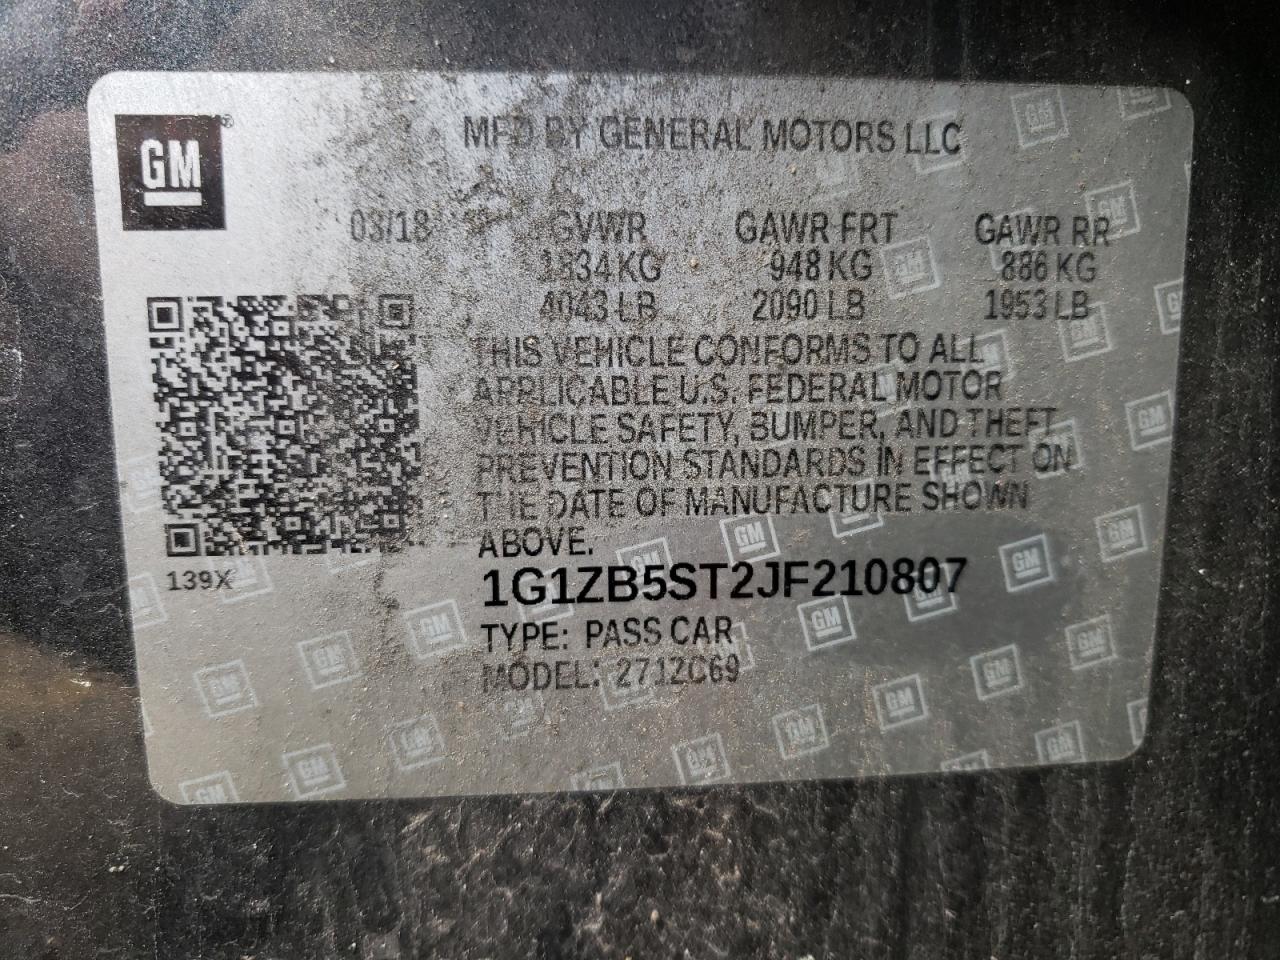 GM
MFD BY GENERAL MOTORS LLC
03/18 GVWR GAWR FRT GAWR RR
1834 KG 948 KG 886 KG
4043 LB 2090 LB 1953 LB
THIS VEHICLE CONFORMS TO ALL
APPLICABLE U.S. FEDERAL MOTOR
VEHICLE SAFETY, BUMPER, AND THEFT
PREVENTION STANDARDS IN EFFECT ON
THE DATE OF MANUFACTURE SHOWN
ABOVE.
139X
1G1ZB5ST2JF210807
TYPE: PASS CAR
MODEL: 271ZC69